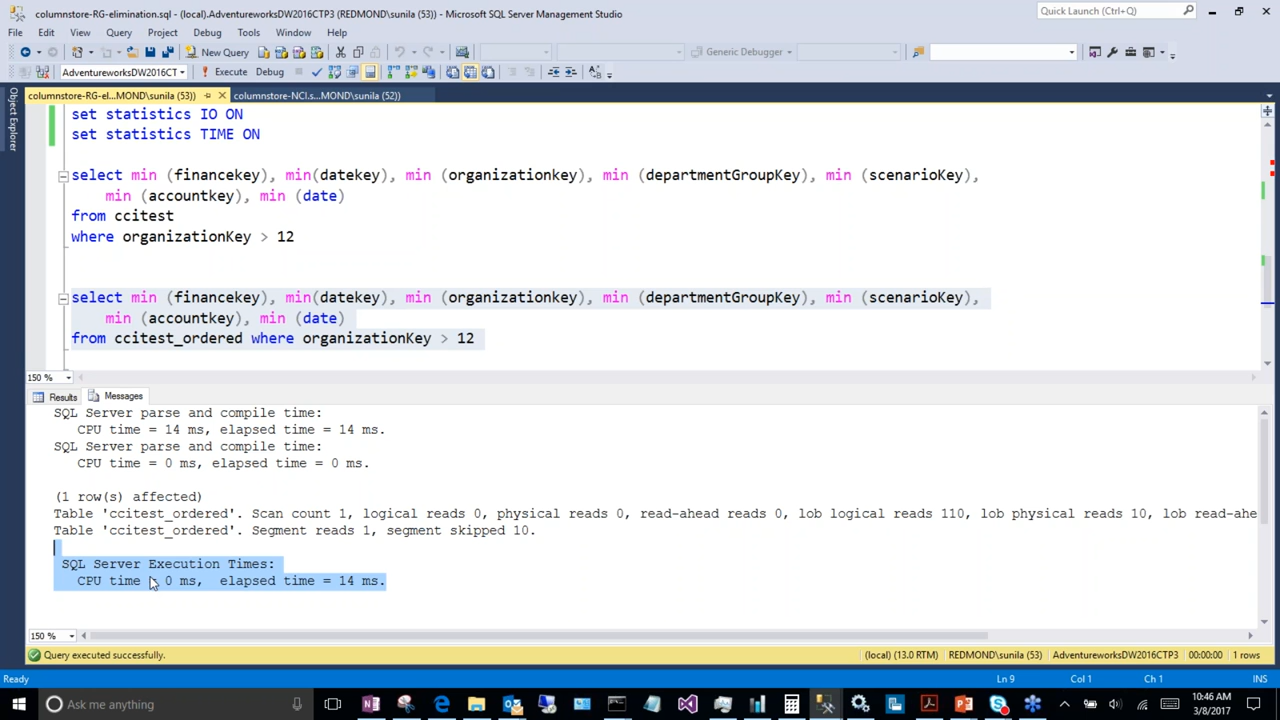 columnstore-RG-elimination.sql - (local).AdventureworksDW2016CTP3 (REDMOND\sunila (53)) - Microsoft SQL Server Management Studio
Quick Launch (Ctrl+Q)
File Edit View Query Project Debug Tools Window Help
New Query
Generic Debugger
AdventureworksDW2016CT
Execute Debug
columnstore-RG-el...MOND\sunila (53))
columnstore-NCI.s...MOND\sunila (52))
Object Explorer
set statistics IO ON
set statistics TIME ON
select min (financekey), min(datekey), min (organizationkey), min (departmentGroupKey), min (scenarioKey),
min (accountkey), min (date)
from ccitest
where organizationKey > 12
select min (financekey), min(datekey), min (organizationkey), min (departmentGroupKey), min (scenarioKey),
min (accountkey), min (date)
from ccitest_ordered where organizationKey > 12
150 %
Results Messages
SQL Server parse and compile time:
CPU time = 14 ms, elapsed time = 14 ms.
SQL Server parse and compile time:
CPU time = 0 ms, elapsed time = 0 ms.
(1 row(s) affected)
Table 'ccitest_ordered'. Scan count 1, logical reads 0, physical reads 0, read-ahead reads 0, lob logical reads 110, lob physical reads 10, lob read-ahe
Table 'ccitest_ordered'. Segment reads 1, segment skipped 10.
SQL Server Execution Times:
CPU time = 0 ms, elapsed time = 14 ms.
150 %
Query executed successfully.
(local) (13.0 RTM) REDMOND\sunila (53) AdventureworksDW2016CTP3 00:00:00 1 rows
Ready
Ln 9 Col 1 Ch 1 INS
Ask me anything
10:46 AM
3/8/2017